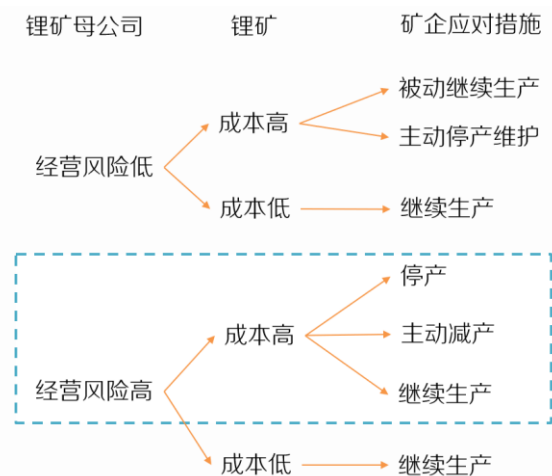 锂矿母公司 锂矿 矿企应对措施
被动继续生产
成本高
主动停产维护
经营风险低
成本低 继续生产
停产
成本高 主动减产
经营风险高 继续生产
成本低 继续生产